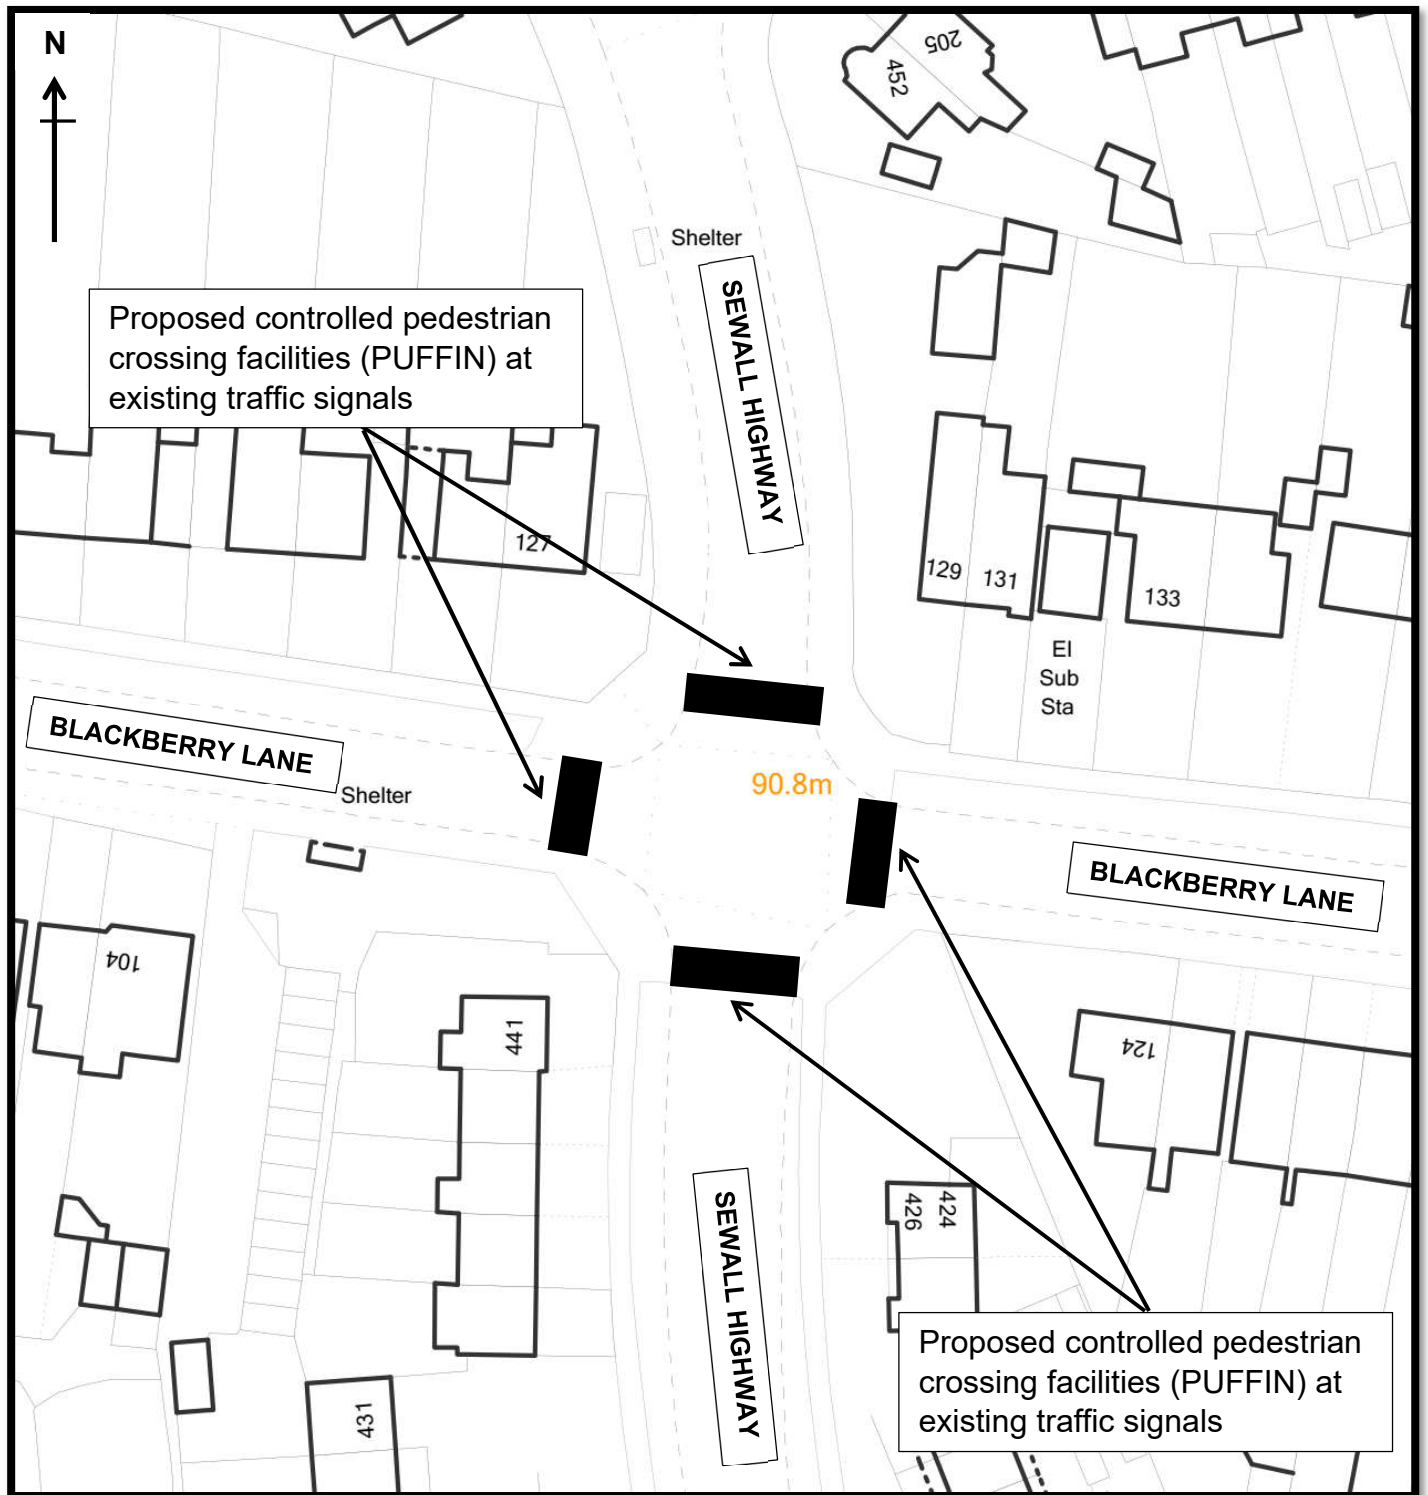 N
205
452
Shelter
SEWALL HIGHWAY
Proposed controlled pedestrian
crossing facilities (PUFFIN) at
existing traffic signals
127
129
131
133
El
Sub
Sta
BLACKBERRY LANE
Shelter
90.8m
BLACKBERRY LANE
104
441
124
SEWALL HIGHWAY
426
424
Proposed controlled pedestrian
crossing facilities (PUFFIN) at
existing traffic signals
431